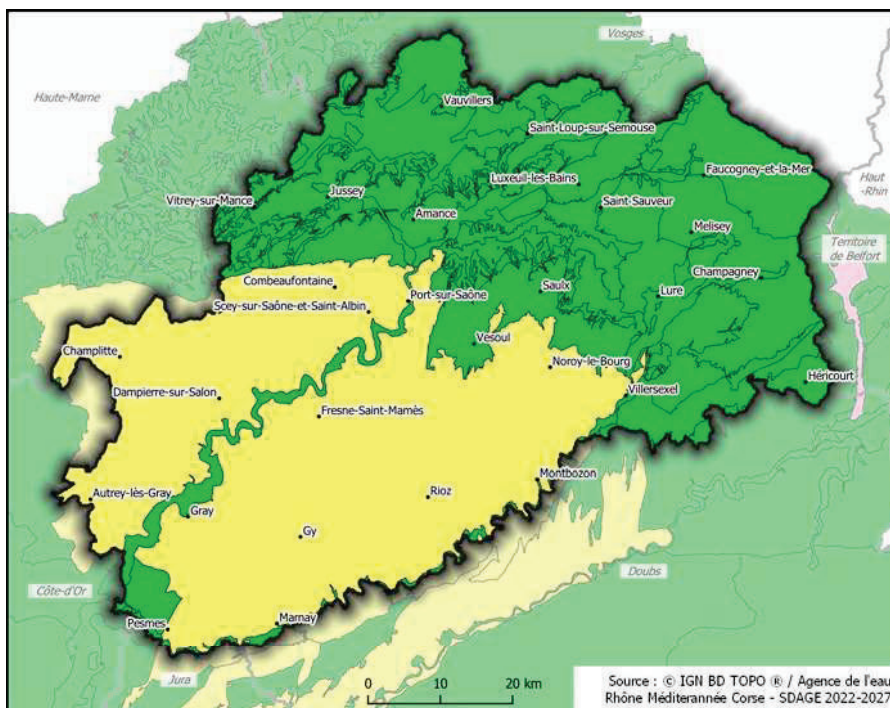 Vosges
Haute-Marne
Vauvillers
Saint-Loup-sur-Semouse
Faucogney-et-la-Mer
Luxeuil-les-Bains
Haut
-Rhin
Jussey
Vitrey-sur-Mance
Saint-Sauveur
Amance
Melisey
Territoire
de Belfort
Combeaufontaine
Champagney
Port-sur-Saône
Saulx
Lure
Scey-sur-Saône-et-Saint-Albin
Vesoul
Champlitte
Noroy-le-Bourg
Héricourt
Dampierre-sur-Salon
Villersexel
Fresne-Saint-Mamès
Montbozon
Autrey-lès-Gray
Rioz
Gray
Gy
Côte-d'Or
Doubs
Pesmes
Marnay
Jura
0 10 20 km
Source : © IGN BD TOPO ® / Agence de l'eau
Rhône Méditerannée Corse - SDAGE 2022-2027